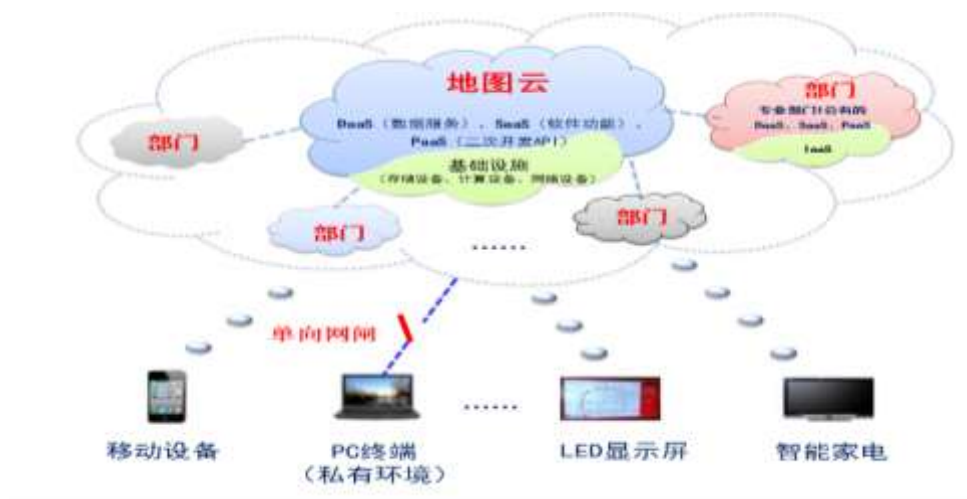 地图云
DaaS（数据服务）、SaaS（软件功能）、
PaaS（二次开发API）
基础设施
（存储设备、计算设备、网络设备）
部门
部门
专业部门公有的
DaaS、SaaS、PaaS
IaaS
部门
部门
......
单向网闸
......
移动设备
PC终端
（私有环境）
LED显示屏
智能家电